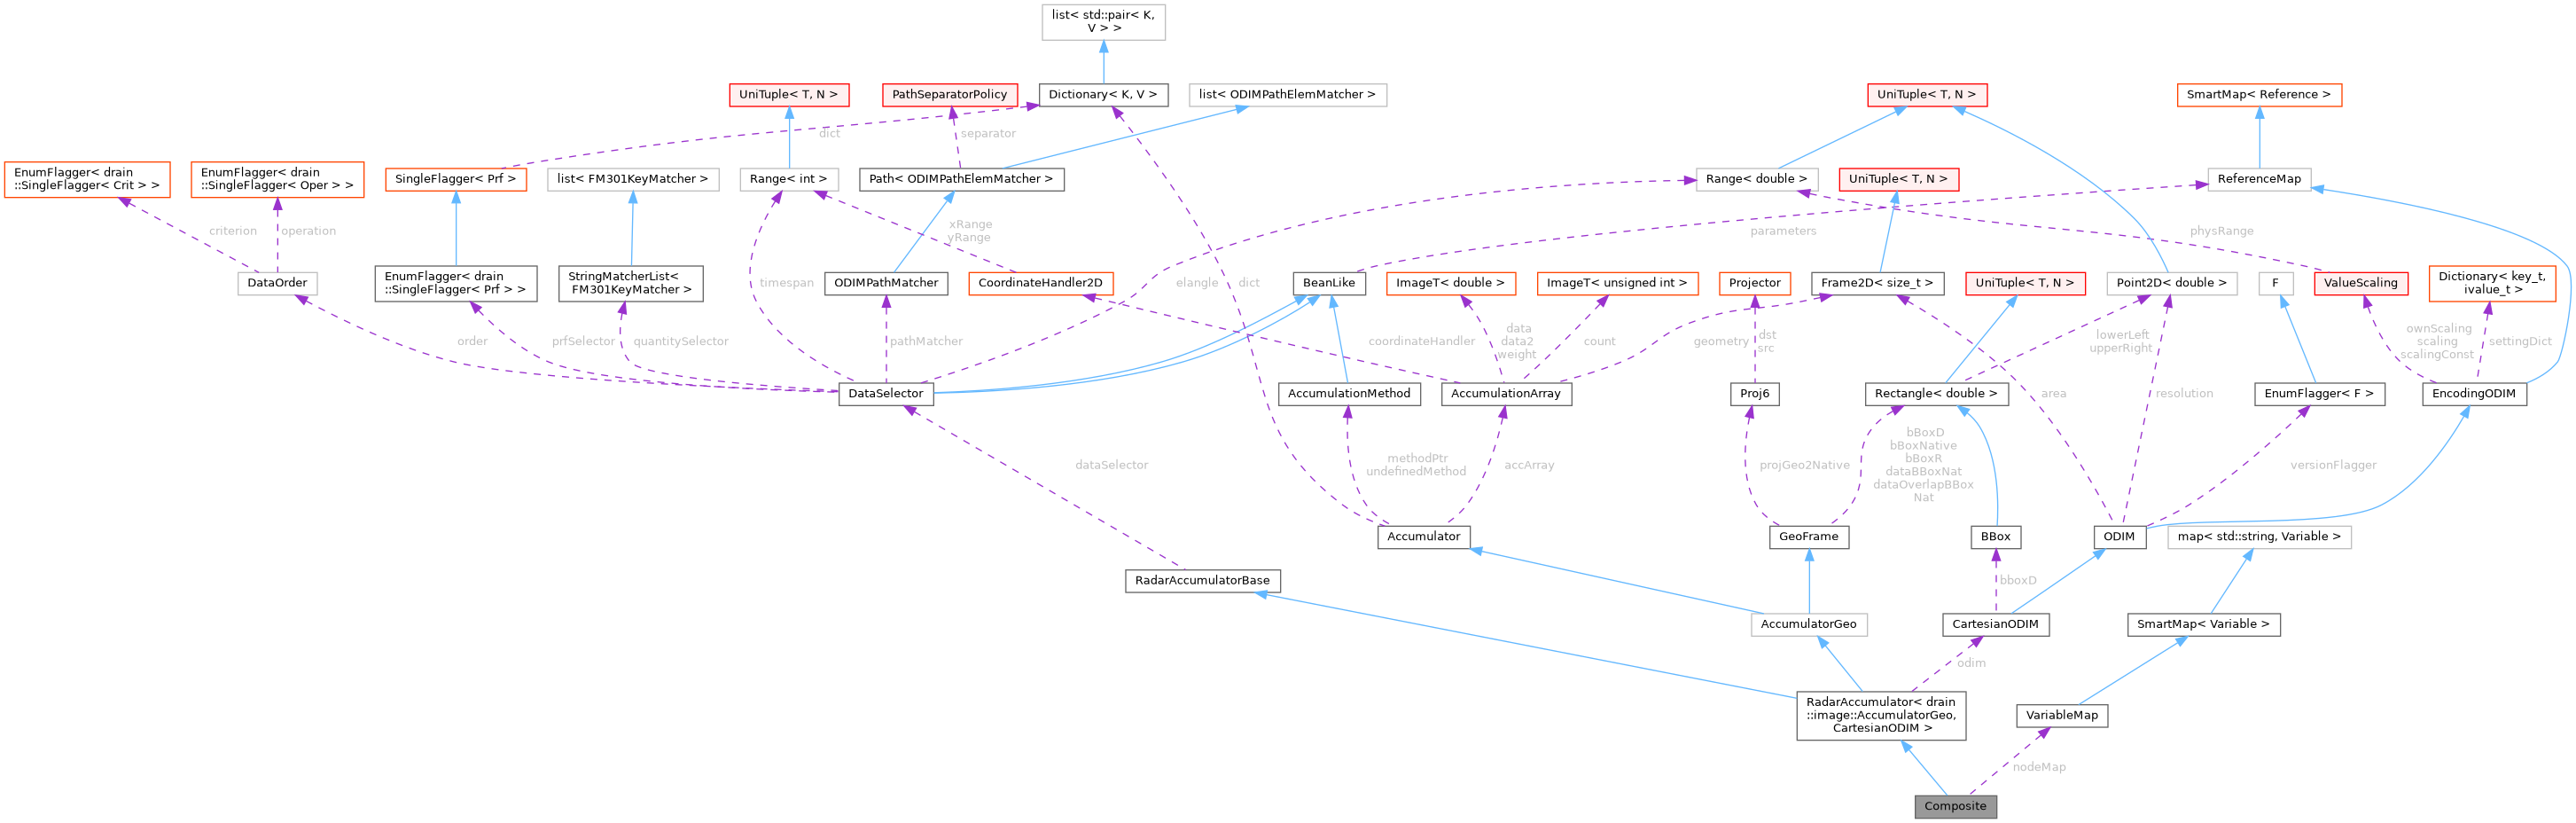 list< std::pair< K,
V > >
UniTuple< T, N >
PathSeparatorPolicy
Dictionary< K, V >
list< ODIMPathElemMatcher >
UniTuple< T, N >
SmartMap< Reference >
dict
separator
EnumFlagger< drain
::SingleFlagger< Crit > >
EnumFlagger< drain
::SingleFlagger< Oper > >
SingleFlagger< Prf >
list< FM301KeyMatcher >
Range< int >
Path< ODIMPathElemMatcher >
Range< double >
UniTuple< T, N >
ReferenceMap
criterion
operation
xRange
yRange
parameters
physRange
DataOrder
EnumFlagger< drain
::SingleFlagger< Prf > >
StringMatcherList<
FM301KeyMatcher >
timespan
ODIMPathMatcher
CoordinateHandler2D
elangle
dict
BeanLike
ImageT< double >
ImageT< unsigned int >
Projector
Frame2D< size_t >
UniTuple< T, N >
Point2D< double >
F
ValueScaling
Dictionary< key_t,
ivalue_t >
order
prfSelector
quantitySelector
pathMatcher
coordinateHandler
data
data2
weight
count
geometry
dst
src
lowerLeft
upperRight
ownScaling
scaling
scalingConst
settingDict
DataSelector
AccumulationMethod
AccumulationArray
Proj6
Rectangle< double >
area
resolution
EnumFlagger< F >
EncodingODIM
dataSelector
methodPtr
undefinedMethod
accArray
projGeo2Native
bBoxD
bBoxNative
bBoxR
dataBBoxNat
dataOverlapBBox
Nat
versionFlagger
Accumulator
GeoFrame
BBox
ODIM
map< std::string, Variable >
RadarAccumulatorBase
bboxD
AccumulatorGeo
CartesianODIM
SmartMap< Variable >
odim
RadarAccumulator< drain
::image::AccumulatorGeo,
CartesianODIM >
VariableMap
nodeMap
Composite